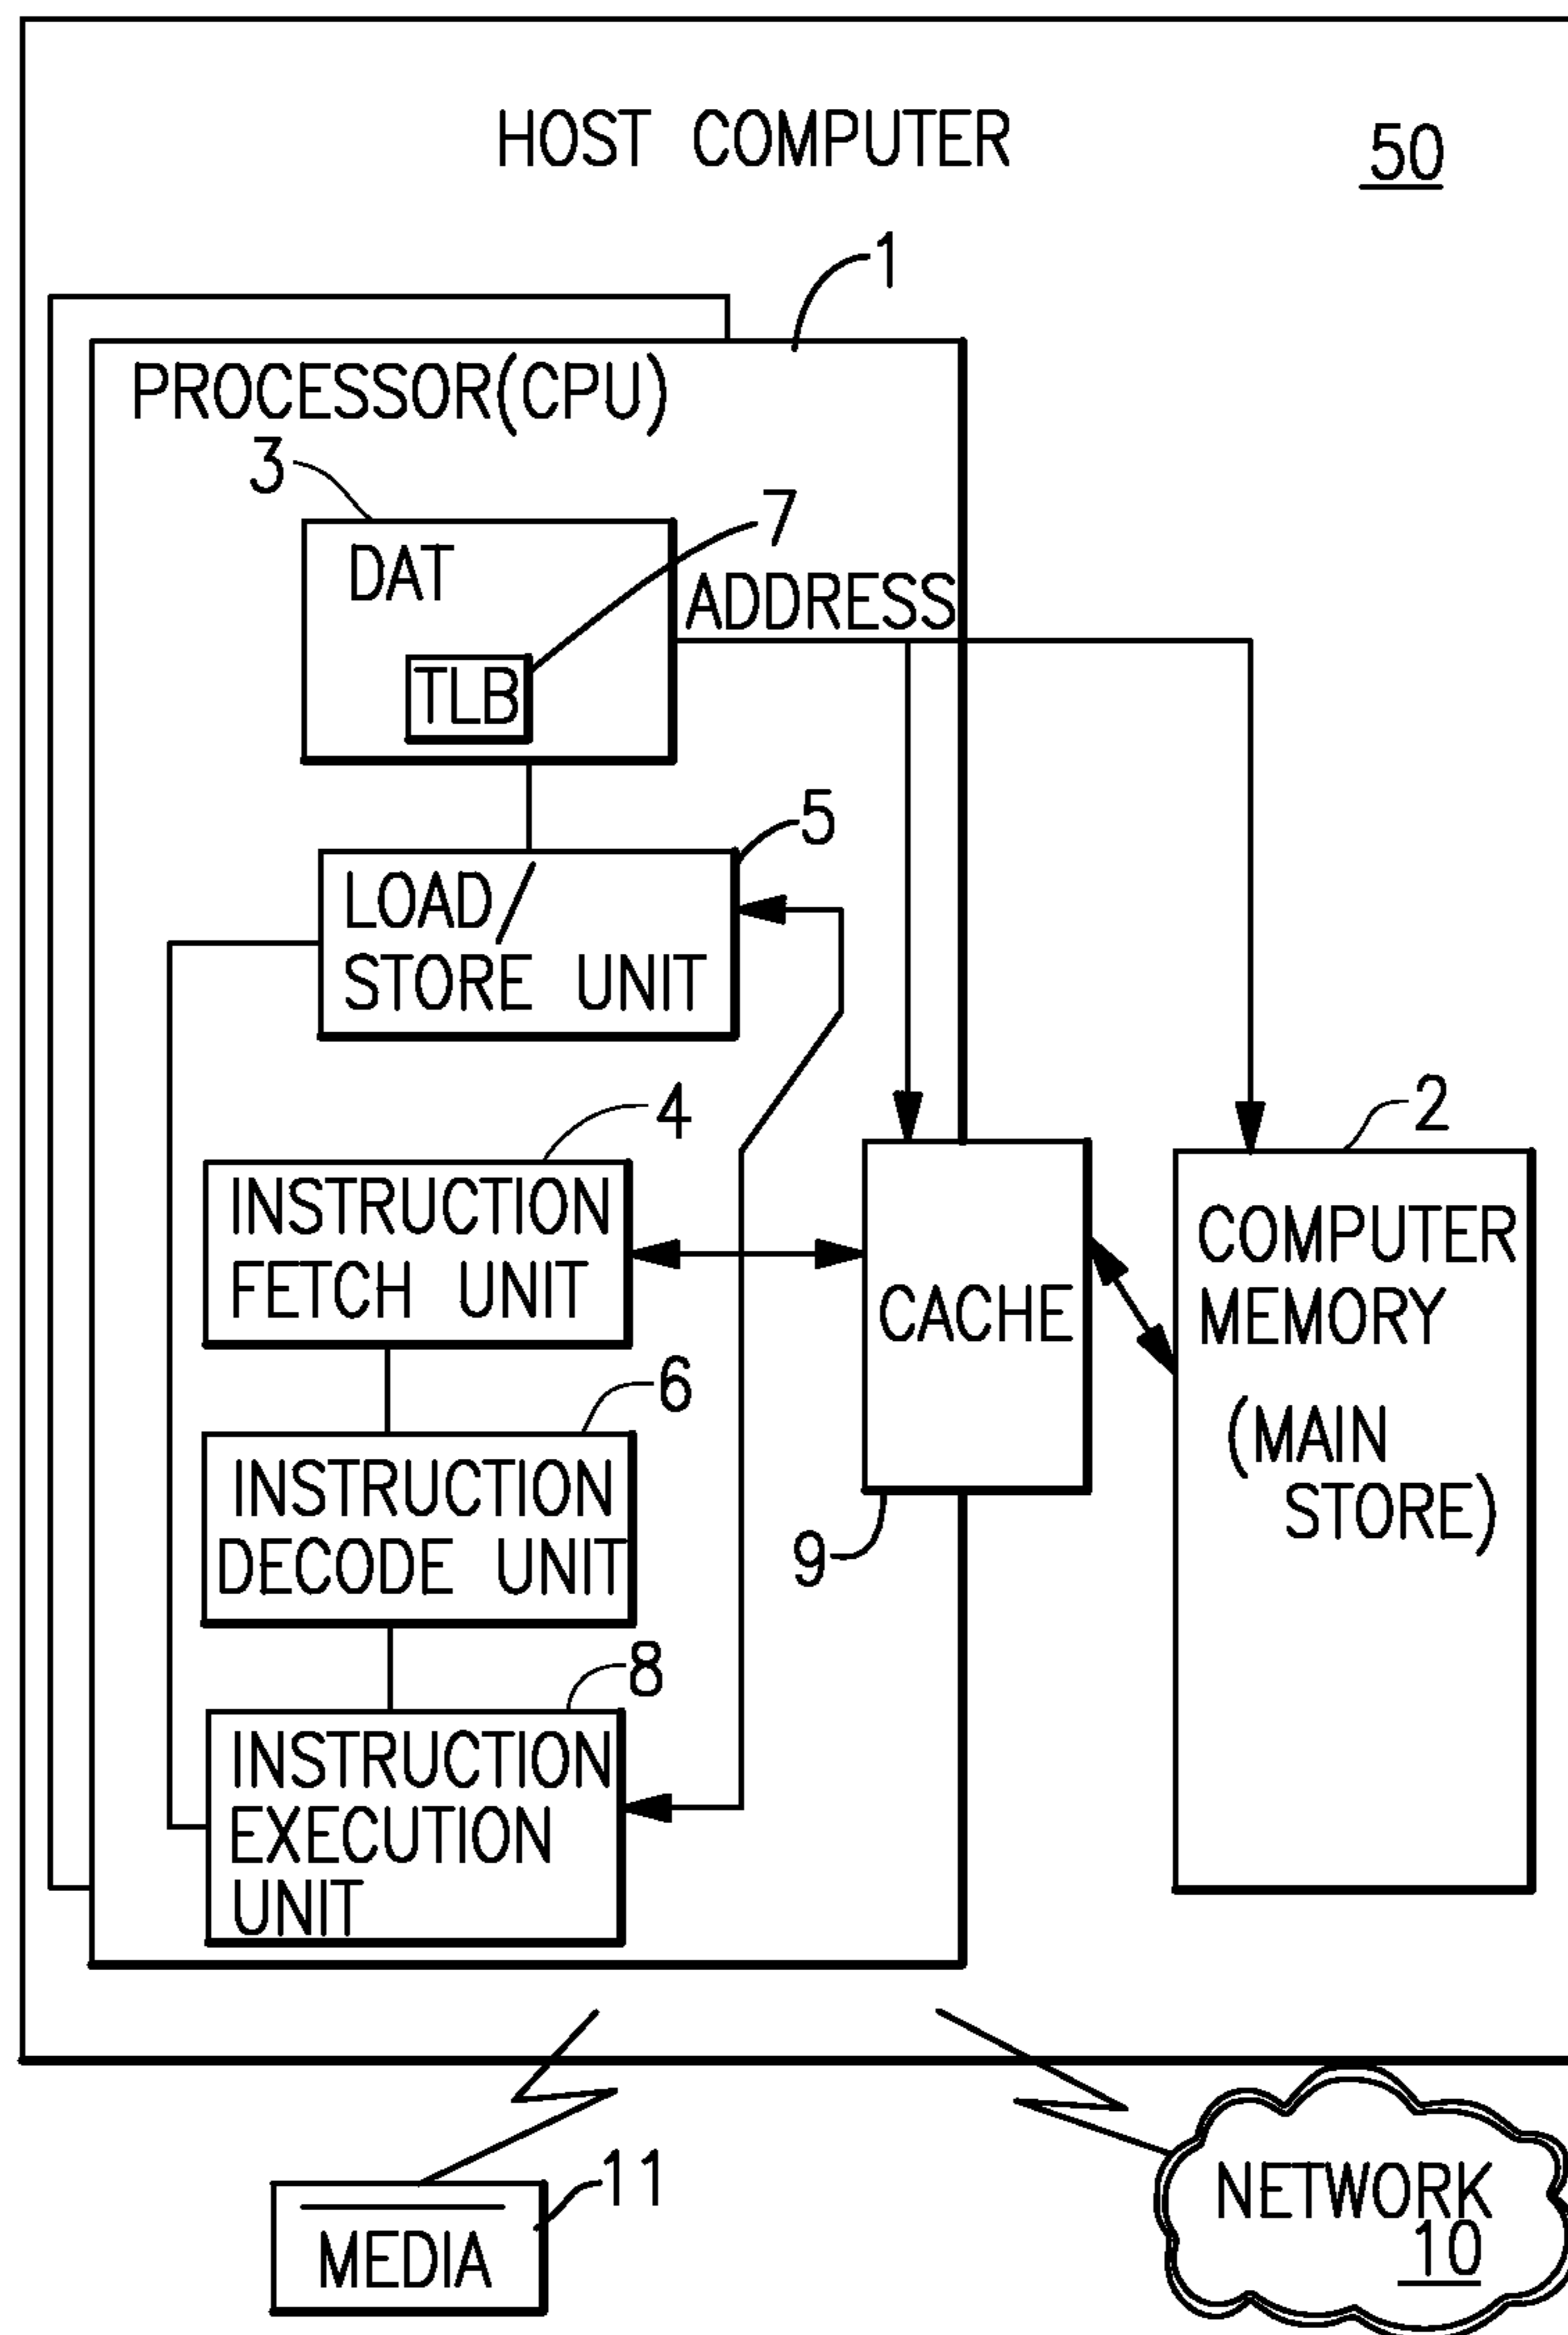 HOST COMPUTER
50
1
PROCESSOR(CPU)
3
DAT
7
ADDRESS
TLB
5
LOAD/
STORE UNIT
4
INSTRUCTION
FETCH UNIT
2
COMPUTER
MEMORY
(MAIN
STORE)
CACHE
9
6
INSTRUCTION
DECODE UNIT
8
INSTRUCTION
EXECUTION
UNIT
11
MEDIA
NETWORK
10